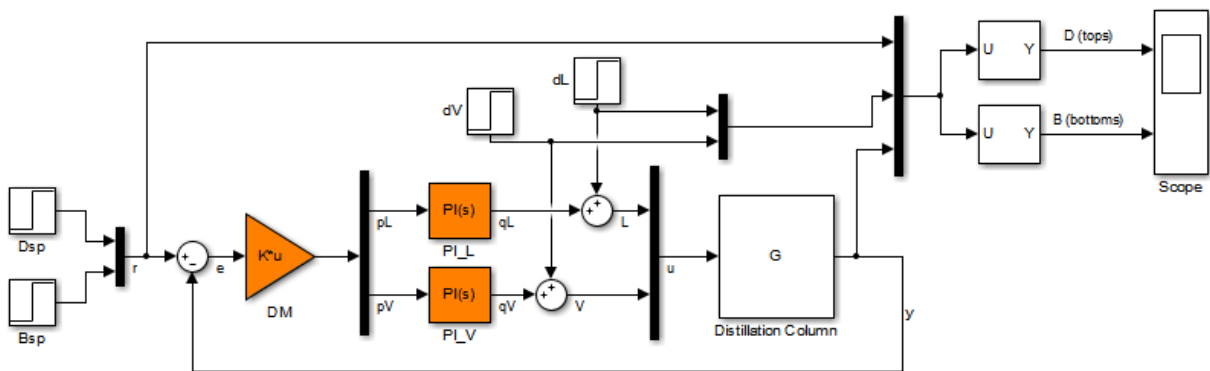 D (tops)
U Y
dL
dV
B (bottoms)
U Y
Scope
PI(s)
pL
qL
L
PI_L
Dsp
K*u
G
r
e
u
DM
PI(s)
pV
qV
V
PI_V
Bsp
Distillation Column
y